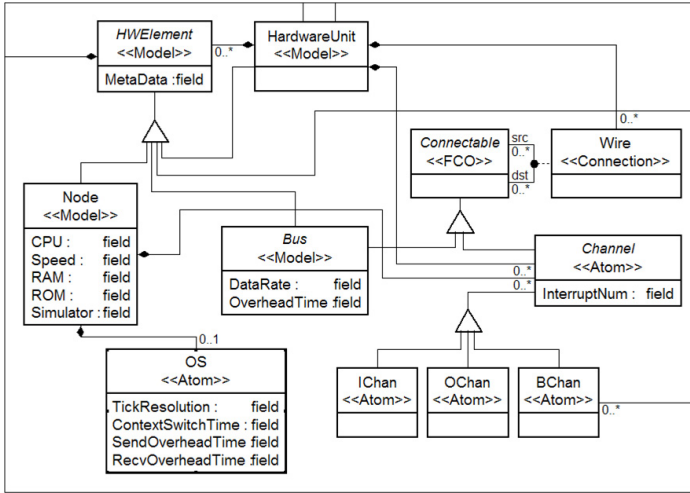 HWElement
<<Model>>
MetaData :field
0..*
HardwareUnit
<<Model>>
0..*
Connectable
<<FCO>>
src
0..*
dst
0..*
Wire
<<Connection>>
Node
<<Model>>
CPU : field
Speed : field
RAM : field
ROM : field
Simulator : field
Bus
<<Model>>
DataRate : field
OverheadTime :field
Channel
<<Atom>>
InterruptNum : field
0..*
0..*
0..1
OS
<<Atom>>
TickResolution : field
ContextSwitchTime : field
SendOverheadTime : field
RecvOverheadTime :field
IChan
<<Atom>>
OChan
<<Atom>>
BChan
<<Atom>>
0..*